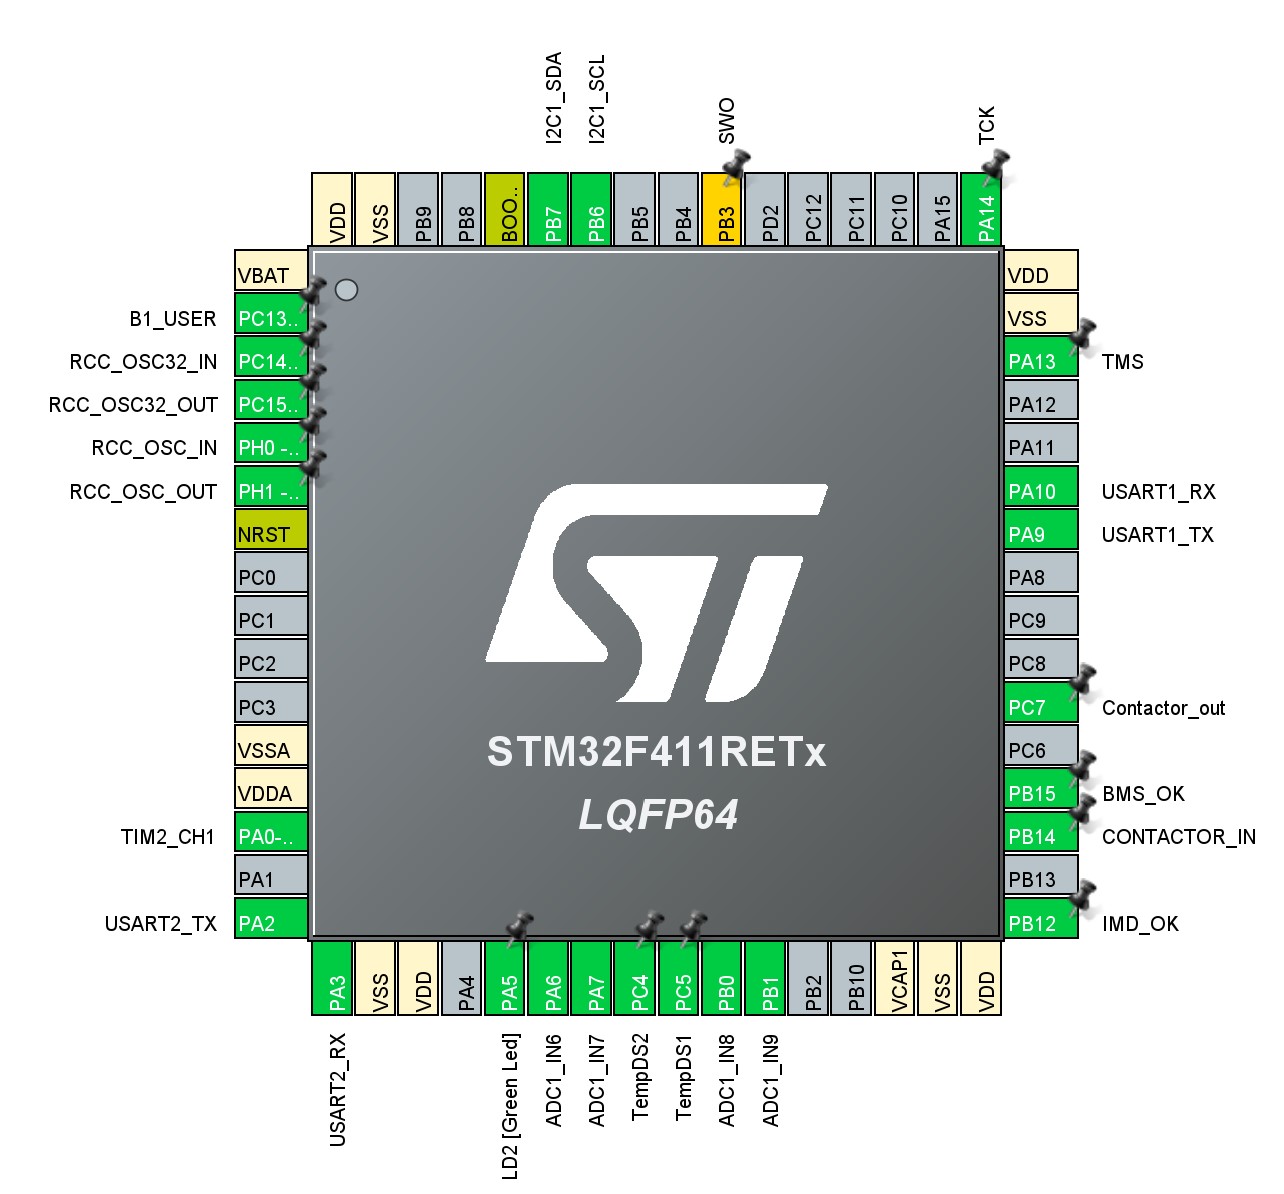 I2C1_SDA
I2C1_SCL
SWO
TCK
VDD
VSS
PB9
PB8
BOO..
PB7
PB6
PB5
PB4
PB3
PD2
PC12
PC11
PC10
PA15
PA14
VBAT
B1_USER PC13..
RCC_OSC32_IN PC14..
RCC_OSC32_OUT PC15..
RCC_OSC_IN PH0 -..
RCC_OSC_OUT PH1 -..
NRST
PC0
PC1
PC2
PC3
VSSA
VDDA
TIM2_CH1 PA0-..
PA1
USART2_TX PA2
ST
STM32F411RETx
LQFP64
VDD
VSS
PA13 TMS
PA12
PA11
PA10 USART1_RX
PA9 USART1_TX
PA8
PC9
PC8
PC7 Contactor_out
PC6
PB15 BMS_OK
PB14 CONTACTOR_IN
PB13
PB12 IMD_OK
PA3
VSS
VDD
PA4
PA5
PA6
PA7
PC4
PC5
PB0
PB1
PB2
PB10
VCAP1
VSS
VDD
USART2_RX
LD2 [Green Led]
ADC1_IN6
ADC1_IN7
TempDS2
TempDS1
ADC1_IN8
ADC1_IN9